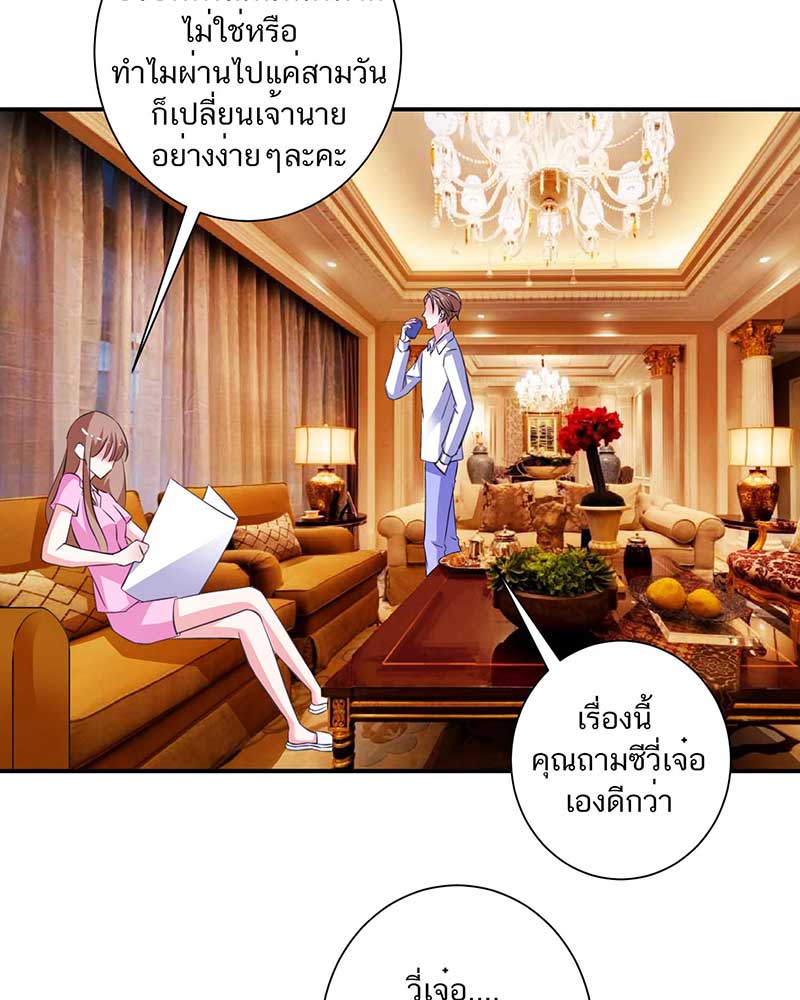 ไม่ใช่หรือ
ทำไมผ่านไปแค่สามวัน
ก็เปลี่ยนเจ้านาย
อย่างง่ายๆละคะ
เรื่องนี้
คุณถามซีวี่เจ๋อ
เองดีกว่า
วี่เจ๋อ....